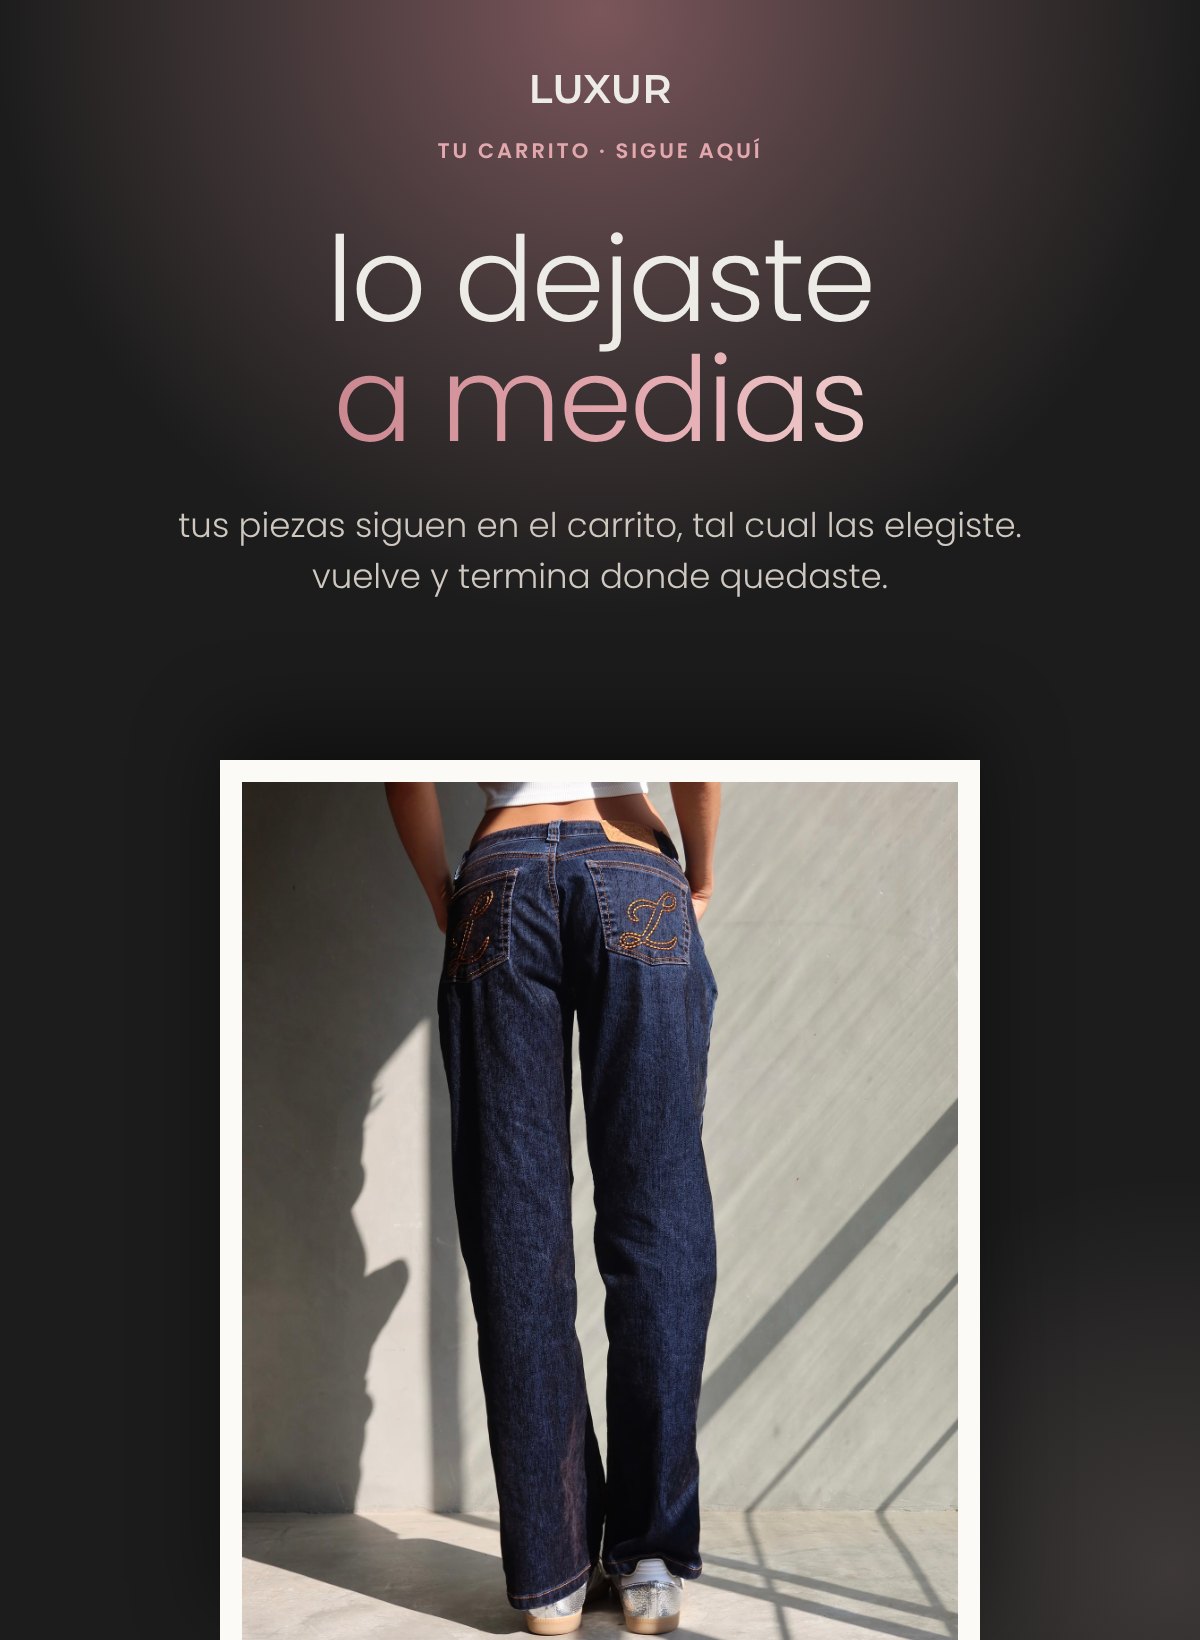 LUXUR
TU CARRITO · SIGUE AQUÍ
lo dejaste
a medias
tus piezas siguen en el carrito, tal cual las elegiste.
vuelve y termina donde quedaste.
L L